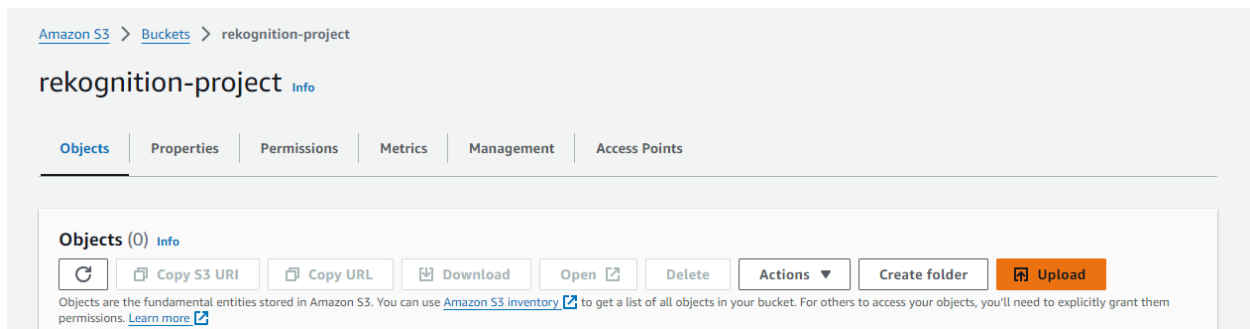 Amazon S3 > Buckets > rekognition-project
rekognition-project Info
Objects Properties Permissions Metrics Management Access Points
Objects (0) Info
Copy S3 URI Copy URL Download Open Delete Actions ▼ Create folder Upload
Objects are the fundamental entities stored in Amazon S3. You can use Amazon S3 inventory to get a list of all objects in your bucket. For others to access your objects, you'll need to explicitly grant them
permissions. Learn more